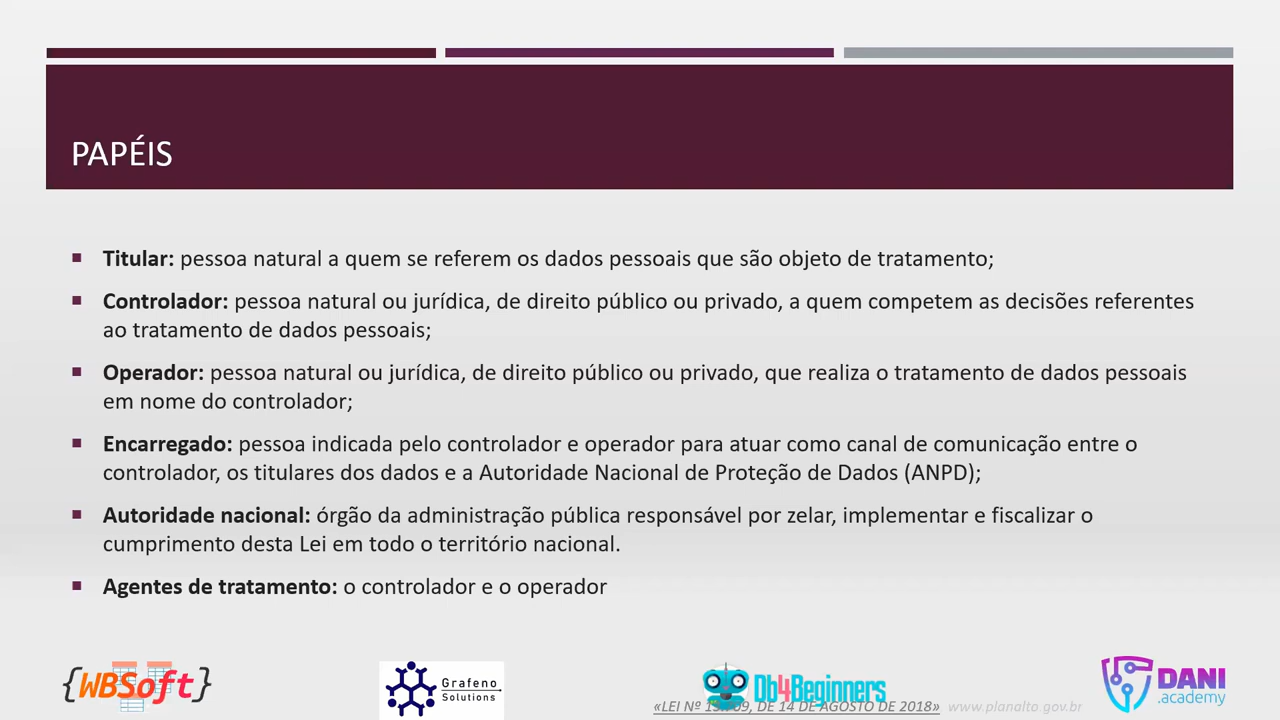 PAPÉIS
Titular: pessoa natural a quem se referem os dados pessoais que são objeto de tratamento;
Controlador: pessoa natural ou jurídica, de direito público ou privado, a quem competem as decisões referentes
ao tratamento de dados pessoais;
Operador: pessoa natural ou jurídica, de direito público ou privado, que realiza o tratamento de dados pessoais
em nome do controlador;
Encarregado: pessoa indicada pelo controlador e operador para atuar como canal de comunicação entre o
controlador, os titulares dos dados e a Autoridade Nacional de Proteção de Dados (ANPD);
Autoridade nacional: órgão da administração pública responsável por zelar, implementar e fiscalizar o
cumprimento desta Lei em todo o território nacional.
Agentes de tratamento: o controlador e o operador
{WBSoft}
Grafeno
Solutions
Db4Beginners
DANI
.academy
«LEI Nº 13.709, DE 14 DE AGOSTO DE 2018» www.planalto.gov.br